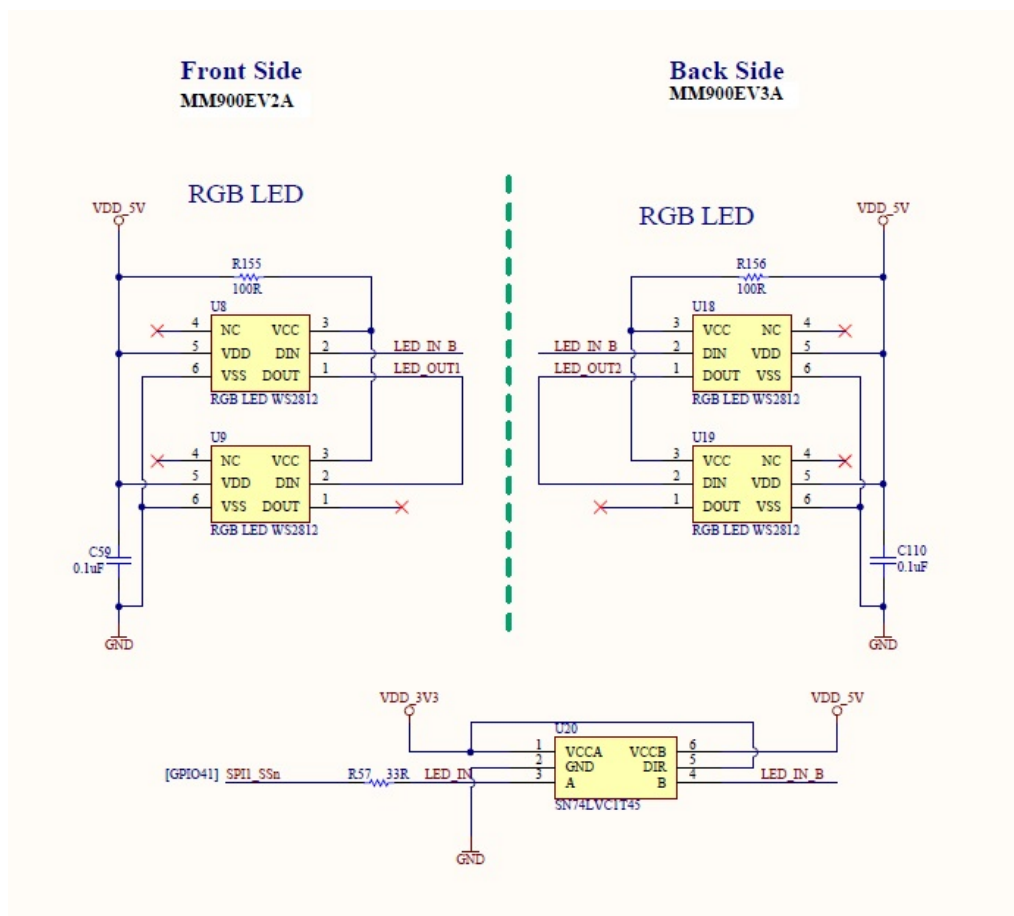 Front Side
MM900EV2A
Back Side
MM900EV3A
RGB LED
VDD_5V
R155
100R
U8
4 NC VCC 3
5 VDD DIN 2 LED_IN_B
6 VSS DOUT 1 LED_OUT1
RGB LED WS2812
U9
4 NC VCC 3
5 VDD DIN 2
6 VSS DOUT 1
RGB LED WS2812
C59
0.1uF
GND
RGB LED
VDD_5V
R156
100R
U18
3 VCC NC 4
LED_IN_B 2 DIN VDD 5
LED_OUT2 1 DOUT VSS 6
RGB LED WS2812
U19
3 VCC NC 4
2 DIN VDD 5
1 DOUT VSS 6
RGB LED WS2812
C110
0.1uF
GND
VDD_3V3
VDD_5V
U20
1 VCCA VCCB 6
2 GND DIR 5
[GPIO41] SPI1_SSn R57 33R LED_IN 3 A B 4 LED_IN_B
SN74LVC1T45
GND